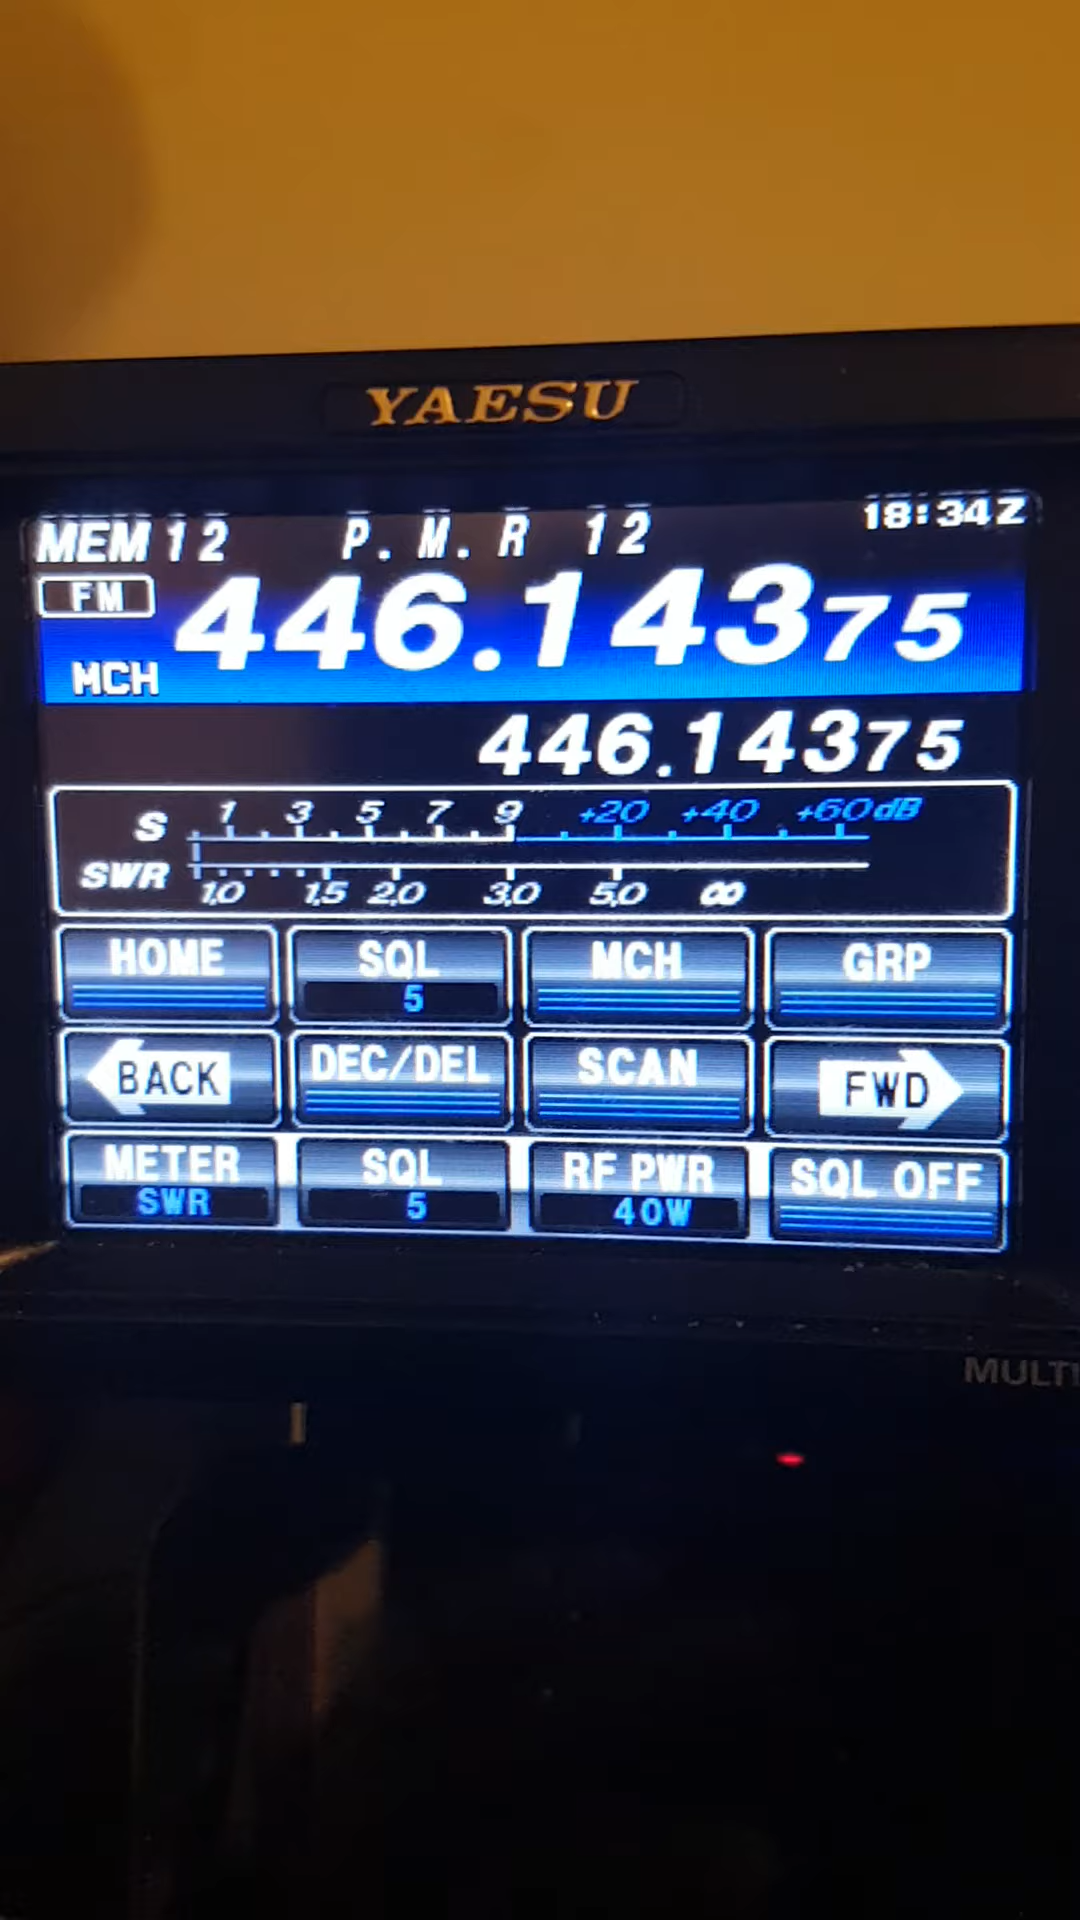 YAESU
MEM 12 P.M.R 12 18:34Z
FM 446.14375
MCH
446.14375
S 1 3 5 7 9 +20 +40 +60dB
SWR 1.0 1.5 2.0 3.0 5.0 ∞
HOME SQL 5 MCH GRP
BACK DEC/DEL SCAN FWD
METER SWR SQL 5 RF PWR 40W SQL OFF
MULTI